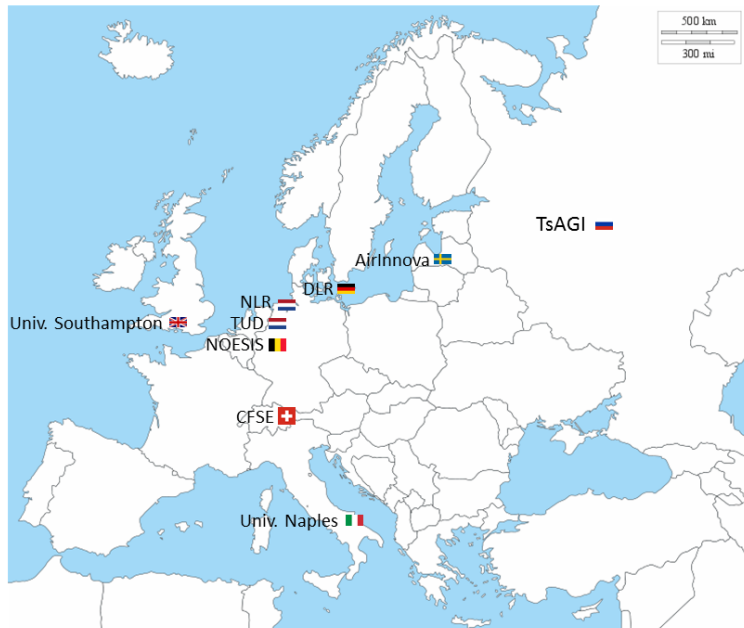 500 km
300 mi
TsAGI
AirInnova
DLR
NLR
Univ. Southampton
TUD
NOESIS
CFSE
Univ. Naples